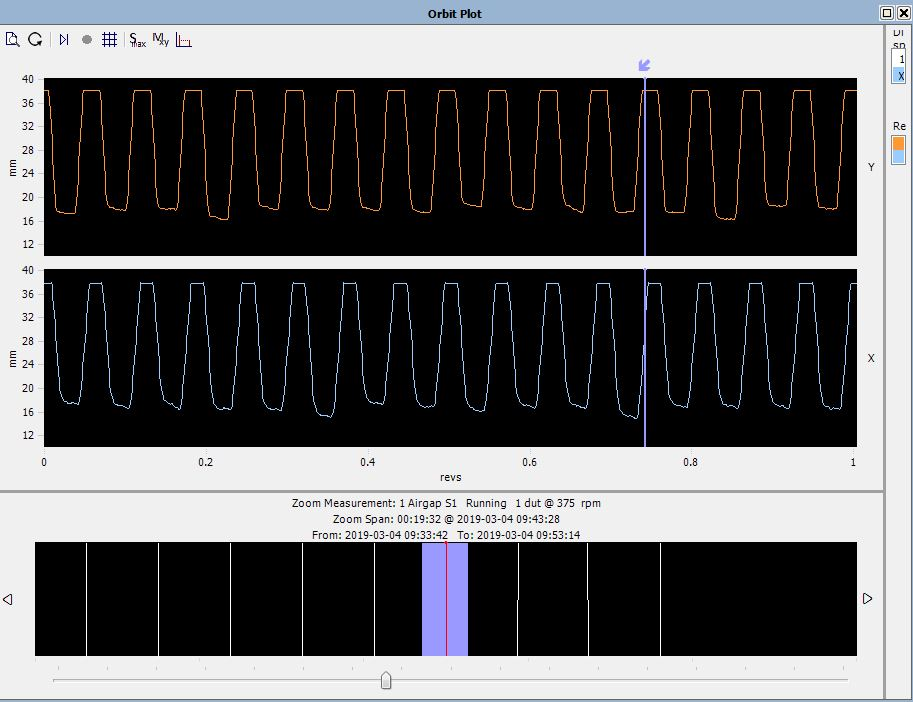 Orbit Plot
Smax
Mxy
Di
sp
1
X
Re
40
36
32
28
24
20
16
12
mm
Y
40
36
32
28
24
20
16
12
mm
X
0 0.2 0.4 0.6 0.8 1
revs
Zoom Measurement: 1 Airgap S1 Running 1 dut @ 375 rpm
Zoom Span: 00:19:32 @ 2019-03-04 09:43:28
From: 2019-03-04 09:33:42 To: 2019-03-04 09:53:14